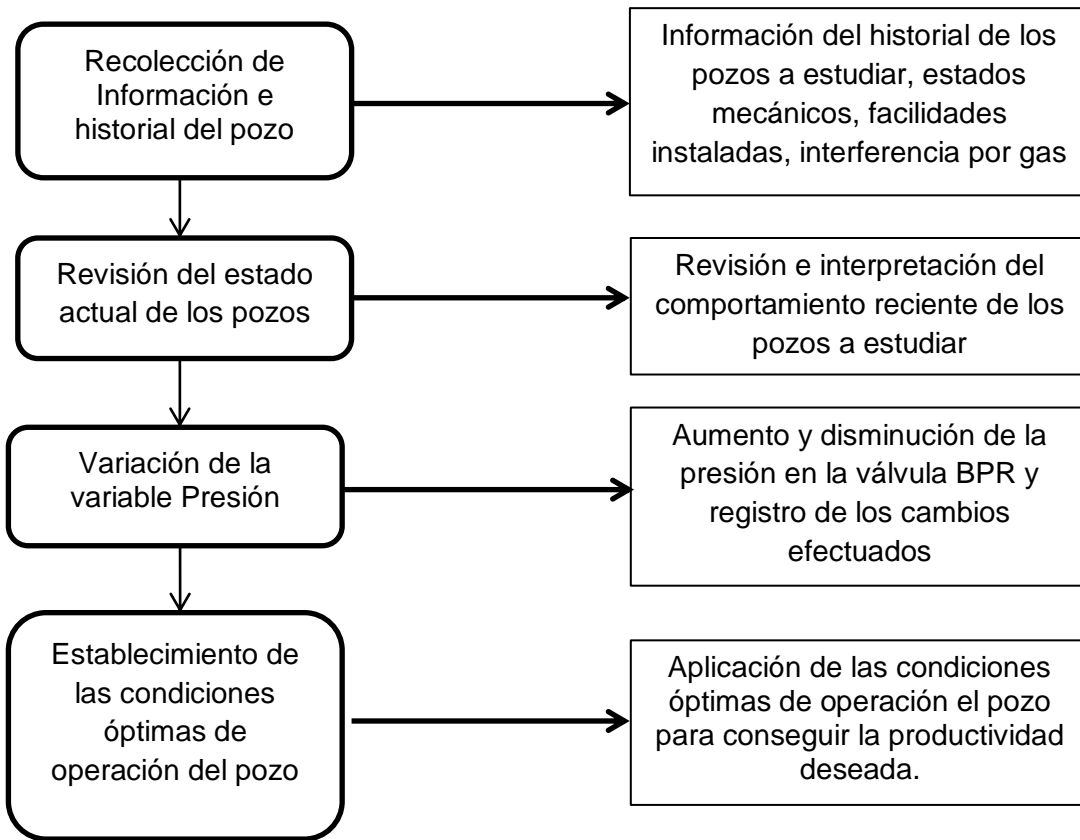 Recolección de
Información e
historial del pozo
Información del historial de los
pozos a estudiar, estados
mecánicos, facilidades
instaladas, interferencia por gas
Revisión del estado
actual de los pozos
Revisión e interpretación del
comportamiento reciente de los
pozos a estudiar
Variación de la
variable Presión
Aumento y disminución de la
presión en la válvula BPR y
registro de los cambios
efectuados
Establecimiento de
las condiciones
óptimas de
operación del pozo
Aplicación de las condiciones
óptimas de operación el pozo
para conseguir la productividad
deseada.